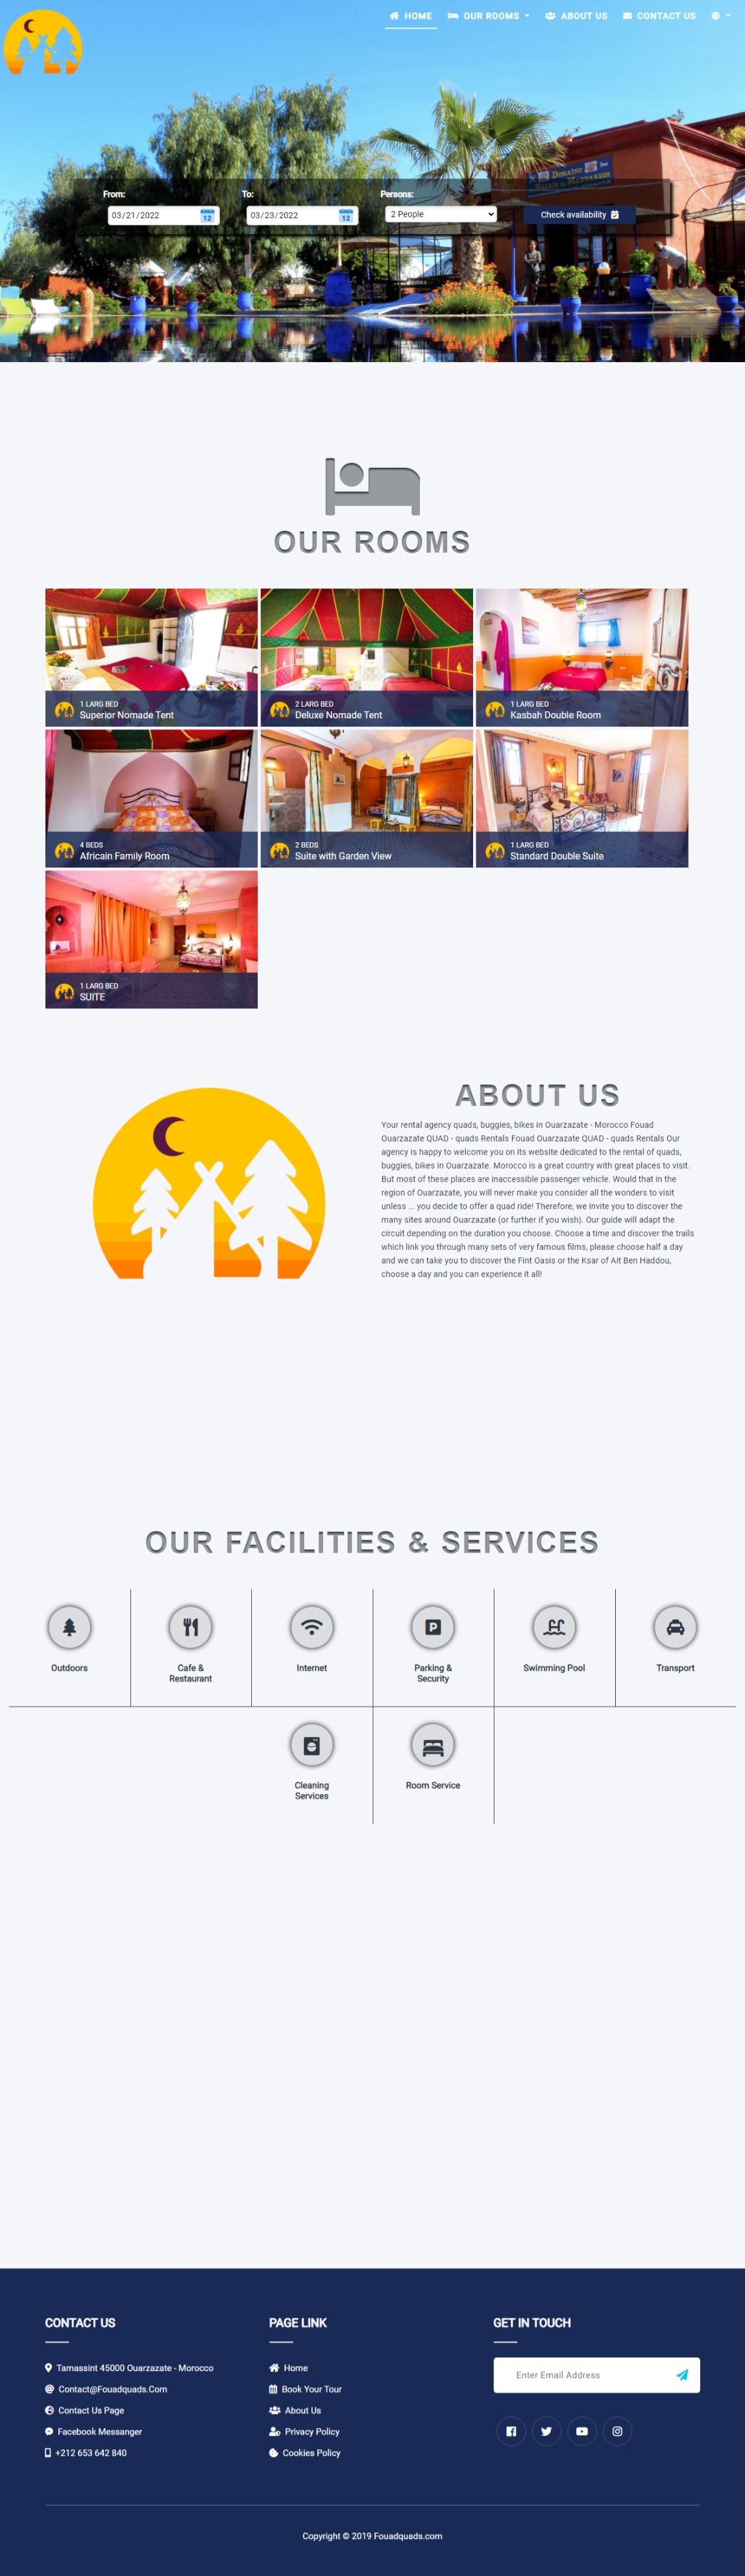 HOME OUR ROOMS ABOUT US CONTACT US
From: To: Persons:
03/21/2022 03/23/2022 2 People Check availability
OUR ROOMS
1 LARG BED
Superior Nomade Tent
2 LARG BED
Deluxe Nomade Tent
1 LARG BED
Kasbah Double Room
4 BEDS
Africain Family Room
2 BEDS
Suite with Garden View
1 LARG BED
Standard Double Suite
1 LARG BED
SUITE
ABOUT US
Your rental agency quads, buggies, bikes in Ouarzazate - Morocco Fouad
Ouarzazate QUAD - quads Rentals Fouad Ouarzazate QUAD - quads Rentals Our
agency is happy to welcome you on its website dedicated to the rental of quads,
buggies, bikes in Ouarzazate. Morocco is a great country with great places to visit.
But most of these places are inaccessible passenger vehicle. Would that in the
region of Ouarzazate, you will never make you consider all the wonders to visit
unless ... you decide to offer a quad ride! Therefore, we invite you to discover the
many sites around Ouarzazate (or further if you wish). Our guide will adapt the
circuit depending on the duration you choose. Choose a time and discover the trails
which link you through many sets of very famous films, please choose half a day
and we can take you to discover the Fint Oasis or the Ksar of Ait Ben Haddou,
choose a day and you can experience it all!
OUR FACILITIES & SERVICES
Outdoors
Cafe &
Restaurant
Internet
Parking &
Security
Swimming Pool
Transport
Cleaning
Services
Room Service
CONTACT US
Tamassint 45000 Ouarzazate - Morocco
Contact@Fouadquads.Com
Contact Us Page
Facebook Messanger
+212 653 642 840
PAGE LINK
Home
Book Your Tour
About Us
Privacy Policy
Cookies Policy
GET IN TOUCH
Enter Email Address
Copyright © 2019 Fouadquads.com